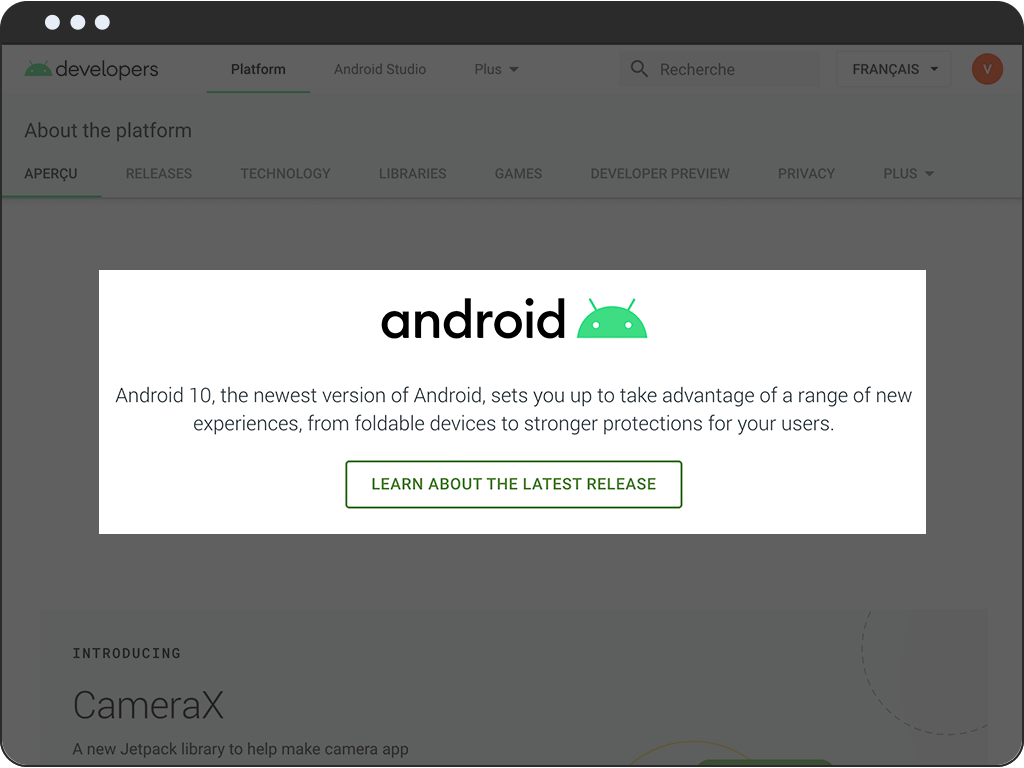 developers Platform Android Studio Plus Recherche FRANÇAIS V
About the platform
APERÇU RELEASES TECHNOLOGY LIBRARIES GAMES DEVELOPER PREVIEW PRIVACY PLUS
android
Android 10, the newest version of Android, sets you up to take advantage of a range of new
experiences, from foldable devices to stronger protections for your users.
LEARN ABOUT THE LATEST RELEASE
INTRODUCING
CameraX
A new Jetpack library to help make camera app